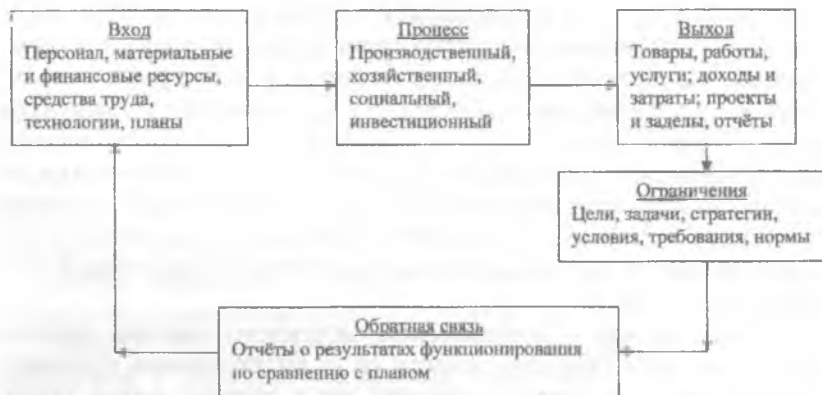 Вход
Персонал, материальные
и финансовые ресурсы,
средства труда,
технологии, планы
Процесс
Производственный,
хозяйственный,
социальный,
инвестиционный
Выход
Товары, работы,
услуги; доходы и
затраты; проекты
и заделы, отчёты
Ограничения
Цели, задачи, стратегии,
условия, требования, нормы
Обратная связь
Отчёты о результатах функционирования
по сравнению с планом